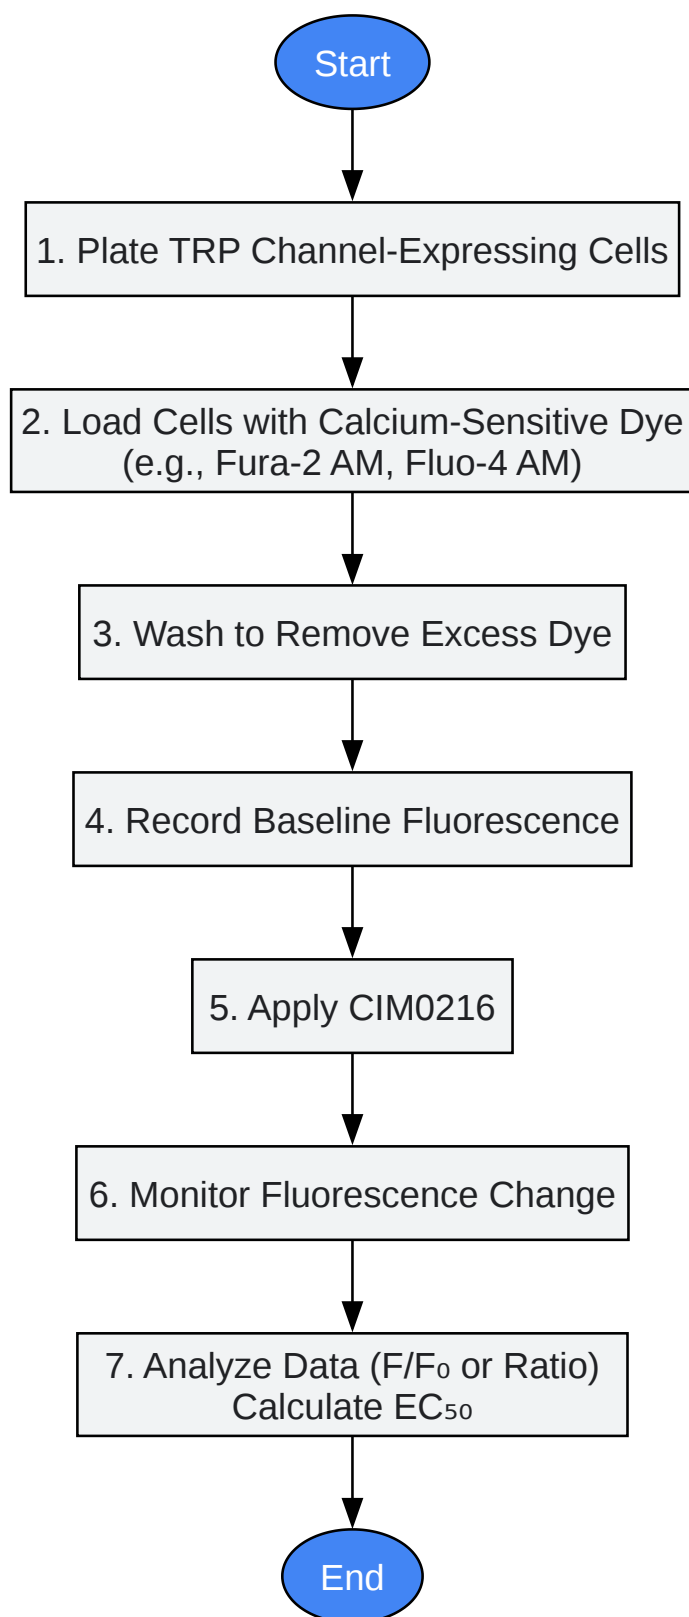 Start
1. Plate TRP Channel-Expressing Cells
2. Load Cells with Calcium-Sensitive Dye
(e.g., Fura-2 AM, Fluo-4 AM)
3. Wash to Remove Excess Dye
4. Record Baseline Fluorescence
5. Apply CIM0216
6. Monitor Fluorescence Change
7. Analyze Data (F/F₀ or Ratio)
Calculate EC₅₀
End